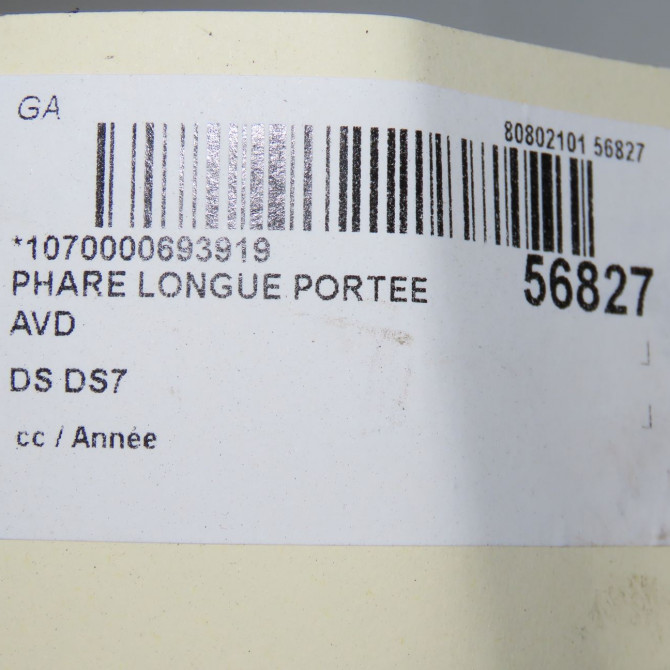 GA
80802101 56827
*1070000693919
56827
PHARE LONGUE PORTEE
AVD
DS DS7
cc / Année